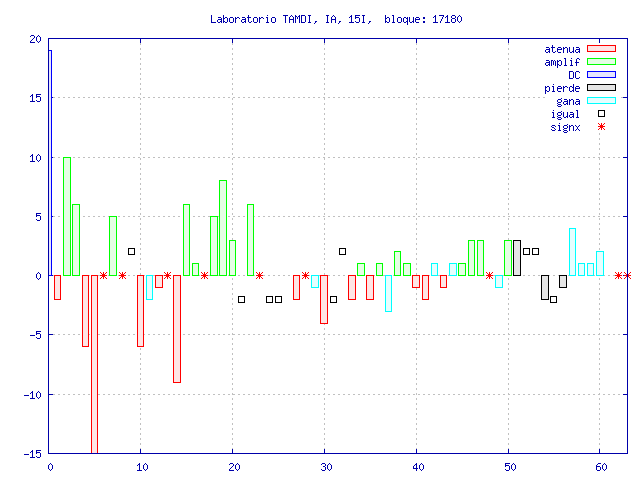 Laboratorio TAMDI, IA, 15I,  bloque: 17180
20
15
10
5
0
-5
-10
-15
atenua
amplif
DC
pierde
gana
igual
signx
0 10 20 30 40 50 60